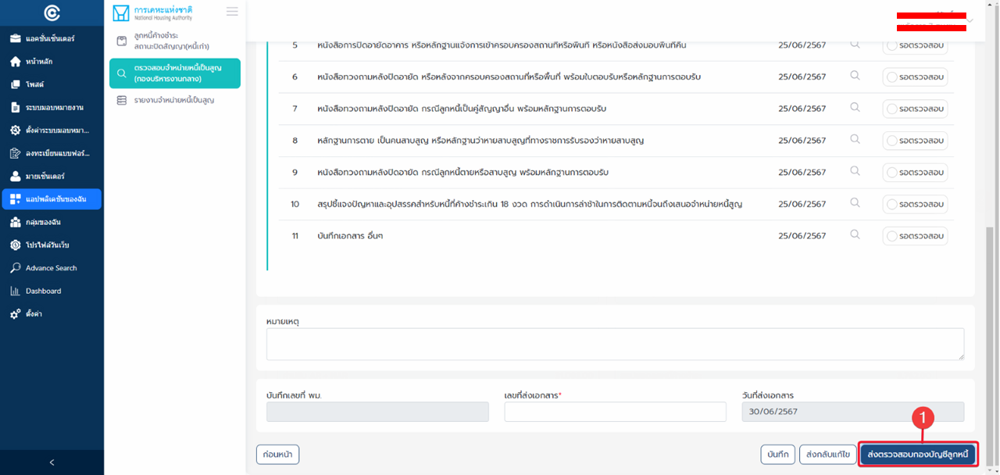 การเคหะแห่งชาติ
National Housing Authority
แอคชั่นเซ็นเตอร์
หน้าหลัก
โพสต์
ระบบมอบหมายงาน
ตั้งค่าระบบมอบหมา...
ลงทะเบียนแบบฟอร์...
มายเซ็นเตอร์
แอปพลิเคชันของฉัน
กลุ่มของฉัน
โปรไฟล์วันเว็บ
Advance Search
Dashboard
ตั้งค่า
ลูกหนี้ค้างชำระ
สถานะปิดสัญญา(หนี้เก่า)
ตรวจสอบจำหน่ายหนี้เป็นสูญ
(กองบริหารงานกลาง)
รายงานจำหน่ายหนี้เป็นสูญ
5 หนังสือการปิดอายัดอาคาร หรือหลักฐานแจ้งการเข้าครอบครองสถานที่หรือพื้นที่ หรือหนังสือส่งมอบพื้นที่คืน 25/06/2567 รอตรวจสอบ
6 หนังสือทวงถามหลังปิดอายัด หรือหลังจากครอบครองสถานที่หรือพื้นที่ พร้อมใบตอบรับหรือหลักฐานการตอบรับ 25/06/2567 รอตรวจสอบ
7 หนังสือทวงถามหลังปิดอายัด กรณีลูกหนี้เป็นคู่สัญญาอื่น พร้อมหลักฐานการตอบรับ 25/06/2567 รอตรวจสอบ
8 หลักฐานการตาย เป็นคนสาบสูญ หรือหลักฐานว่าหายสาบสูญที่ทางราชการรับรองว่าหายสาบสูญ 25/06/2567 รอตรวจสอบ
9 หนังสือทวงถามหลังปิดอายัด กรณีลูกหนี้ตายหรือสาบสูญ พร้อมหลักฐานการตอบรับ 25/06/2567 รอตรวจสอบ
10 สรุปชี้แจงปัญหาและอุปสรรคสำหรับหนี้ที่ค้างชำระเกิน 18 งวด การดำเนินการล่าช้าในการติดตามหนี้จนถึงเสนอจำหน่ายหนี้สูญ 25/06/2567 รอตรวจสอบ
11 บันทึกเอกสาร อื่นๆ 25/06/2567 รอตรวจสอบ
หมายเหตุ
บันทึกเลขที่ พม. เลขที่ส่งเอกสาร* วันที่ส่งเอกสาร
30/06/2567
1
ก่อนหน้า บันทึก ส่งกลับแก้ไข ส่งตรวจสอบกองบัญชีลูกหนี้